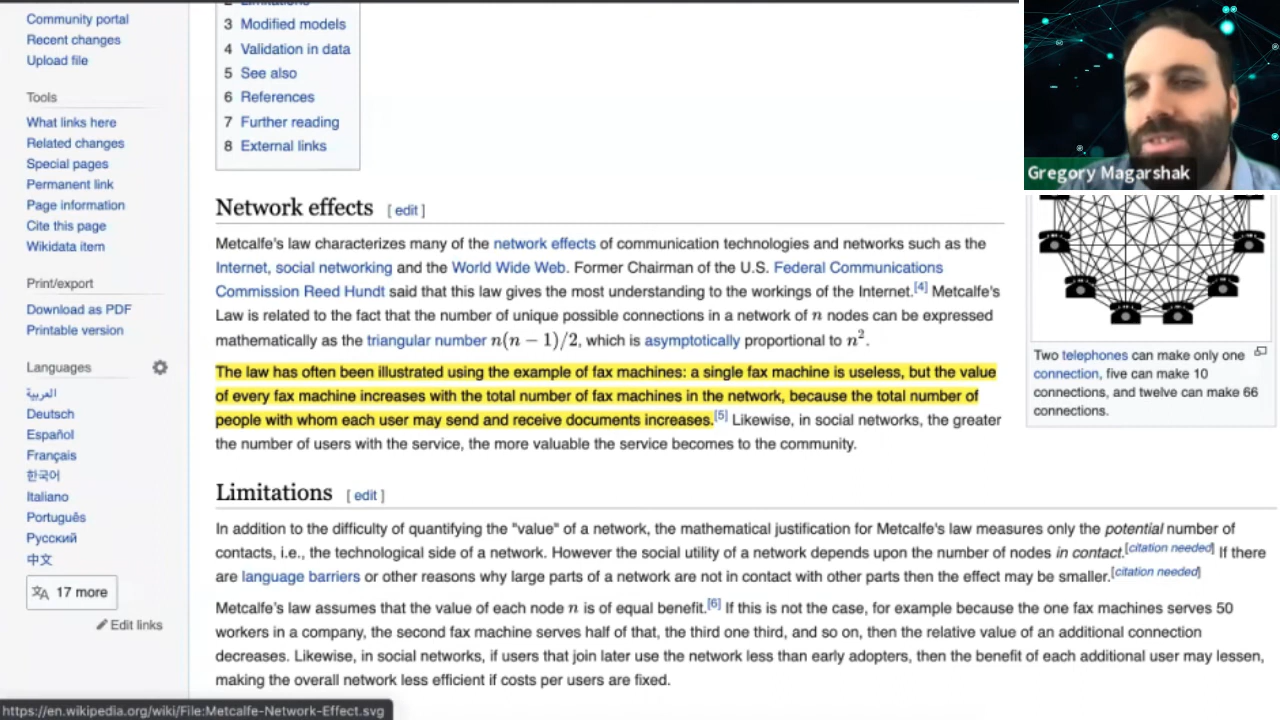 Community portal
Recent changes
Upload file
Tools
What links here
Related changes
Special pages
Permanent link
Page information
Cite this page
Wikidata item
Print/export
Download as PDF
Printable version
Languages
العربية
Deutsch
Español
Français
한국어
Italiano
Português
Русский
中文
17 more
Edit links
2 Limitations
3 Modified models
4 Validation in data
5 See also
6 References
7 Further reading
8 External links
Network effects [ edit ]
Metcalfe's law characterizes many of the network effects of communication technologies and networks such as the
Internet, social networking and the World Wide Web. Former Chairman of the U.S. Federal Communications
Commission Reed Hundt said that this law gives the most understanding to the workings of the Internet.[4] Metcalfe's
Law is related to the fact that the number of unique possible connections in a network of n nodes can be expressed
mathematically as the triangular number n(n − 1)/2, which is asymptotically proportional to n².
The law has often been illustrated using the example of fax machines: a single fax machine is useless, but the value
of every fax machine increases with the total number of fax machines in the network, because the total number of
people with whom each user may send and receive documents increases.[5] Likewise, in social networks, the greater
the number of users with the service, the more valuable the service becomes to the community.
Limitations [ edit ]
In addition to the difficulty of quantifying the "value" of a network, the mathematical justification for Metcalfe's law measures only the potential number of
contacts, i.e., the technological side of a network. However the social utility of a network depends upon the number of nodes in contact.[citation needed] If there
are language barriers or other reasons why large parts of a network are not in contact with other parts then the effect may be smaller.[citation needed]
Metcalfe's law assumes that the value of each node n is of equal benefit.[6] If this is not the case, for example because the one fax machines serves 50
workers in a company, the second fax machine serves half of that, the third one third, and so on, then the relative value of an additional connection
decreases. Likewise, in social networks, if users that join later use the network less than early adopters, then the benefit of each additional user may lessen,
making the overall network less efficient if costs per users are fixed.
Gregory Magarshak
Two telephones can make only one
connection, five can make 10
connections, and twelve can make 66
connections.
https://en.wikipedia.org/wiki/File:Metcalfe-Network-Effect.svg